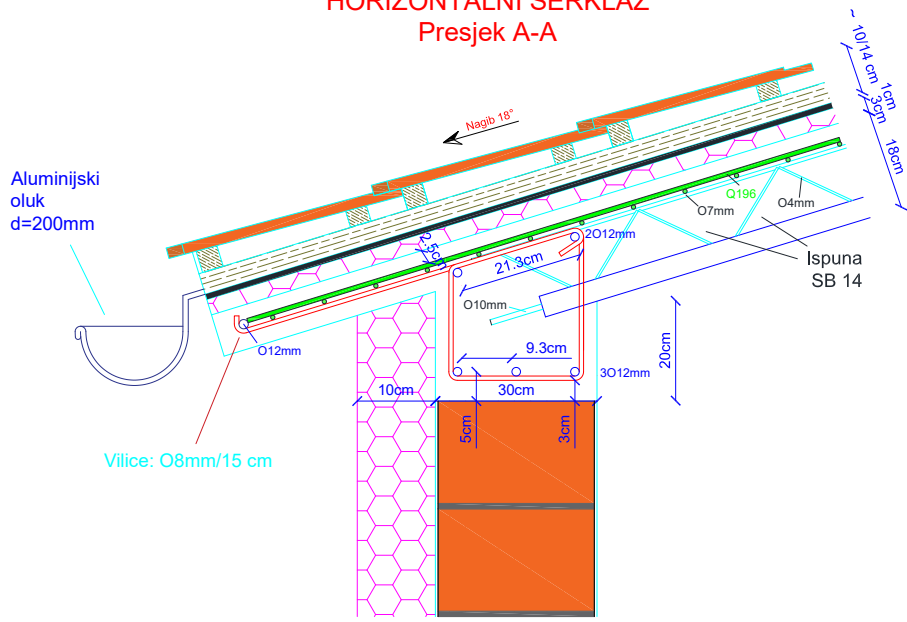 HORIZONTALNI SERKLAŽ
Presjek A-A
~ 10/14 cm
1cm
3cm
18cm
Nagib 18°
Aluminijski
oluk
d=200mm
Q196
O7mm
O4mm
2O12mm
2.5cm
21.3cm
Ispuna
SB 14
O10mm
O12mm
9.3cm
20cm
3O12mm
10cm
30cm
5cm
3cm
Vilice: O8mm/15 cm